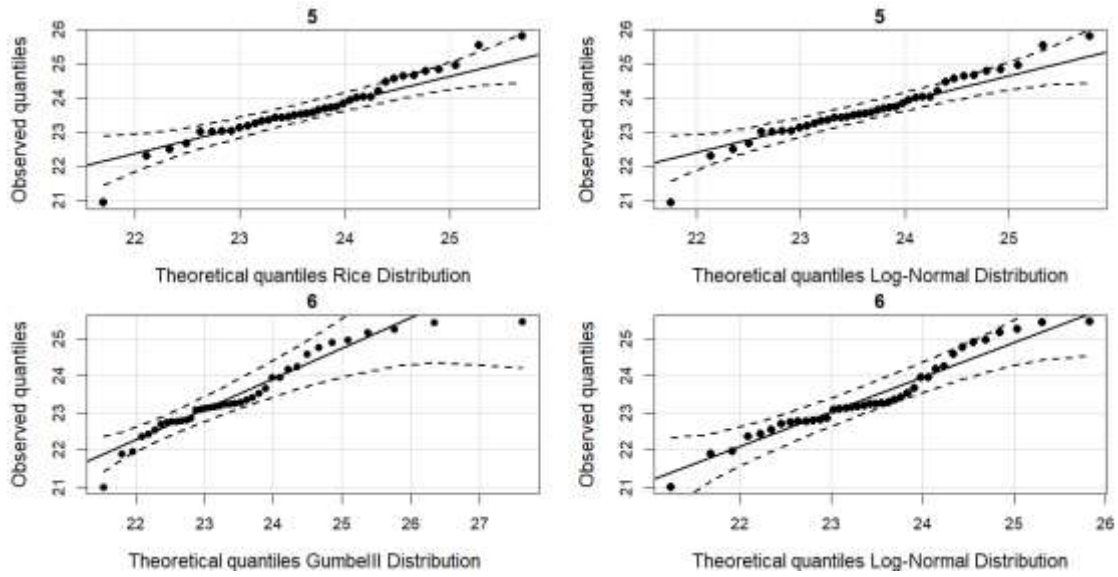 5
Observed quantiles
26
25
24
23
22
21
22 23 24 25
Theoretical quantiles Rice Distribution
5
Observed quantiles
26
25
24
23
22
21
22 23 24 25
Theoretical quantiles Log-Normal Distribution
6
Observed quantiles
25
24
23
22
21
22 23 24 25 26 27
Theoretical quantiles GumbelII Distribution
6
Observed quantiles
25
24
23
22
21
22 23 24 25 26
Theoretical quantiles Log-Normal Distribution